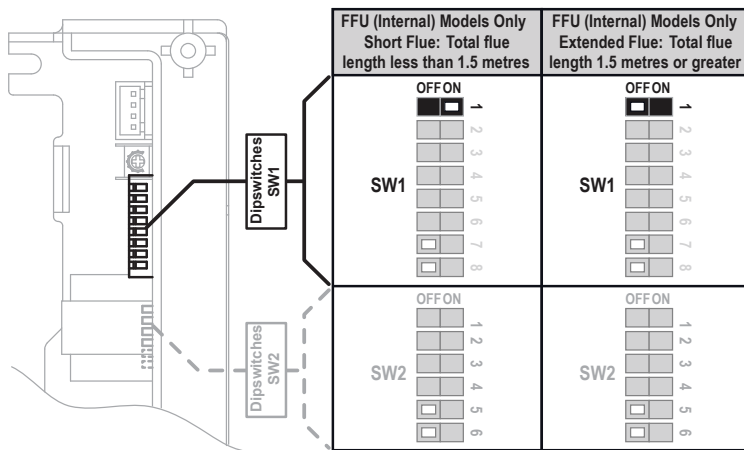 FFU (Internal) Models Only
Short Flue: Total flue
length less than 1.5 metres
FFU (Internal) Models Only
Extended Flue: Total flue
length 1.5 metres or greater
Dipswitches
SW1
OFF ON
SW1
1
2
3
4
5
6
7
8
OFF ON
SW1
1
2
3
4
5
6
7
8
Dipswitches
SW2
OFF ON
SW2
1
2
3
4
5
6
OFF ON
SW2
1
2
3
4
5
6